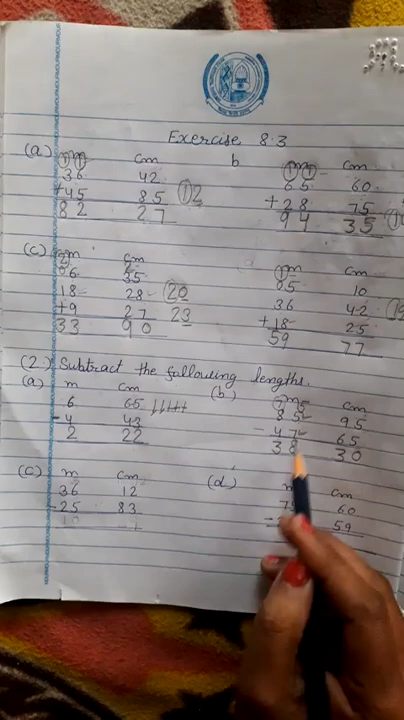 Exercise 8.3
(a) m cm b m cm
36 42 65 60
+45 85 12 +28 75
82 27 94 35
(c) m cm m cm
06 35 05 10
18 28 20 36 42
+9 27 23 +18 25
33 90 59 77
(2) Subtract the following lengths.
(a) m cm (b) m cm
6 65 85 95
- 4 43 - 47 65
2 22 38 30
(c) m cm (d) m cm
36 12 60
-25 83 59